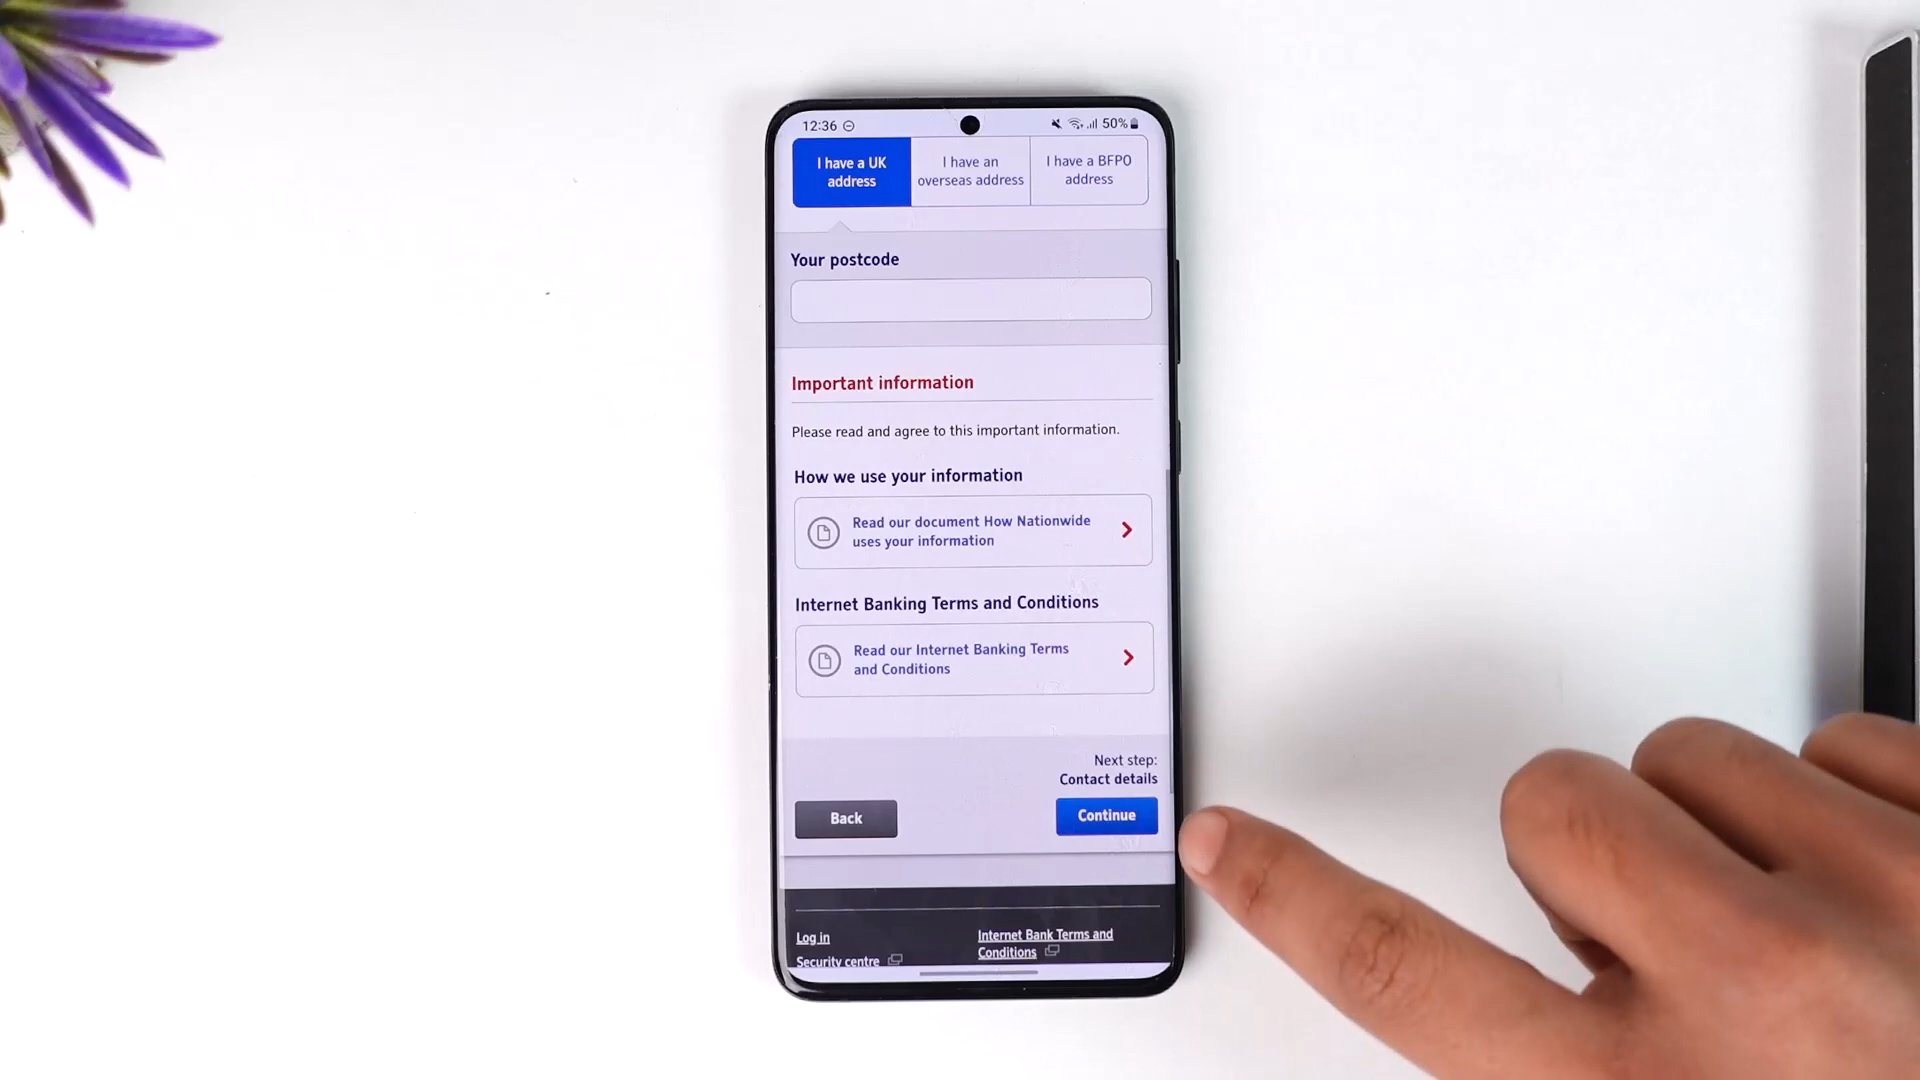 12:36
50%
I have a UK
address
I have an
overseas address
I have a BFPO
address
Your postcode
Important information
Please read and agree to this important information.
How we use your information
Read our document How Nationwide
uses your information
Internet Banking Terms and Conditions
Read our Internet Banking Terms
and Conditions
Next step:
Contact details
Back
Continue
Log in
Internet Bank Terms and
Conditions
Security centre